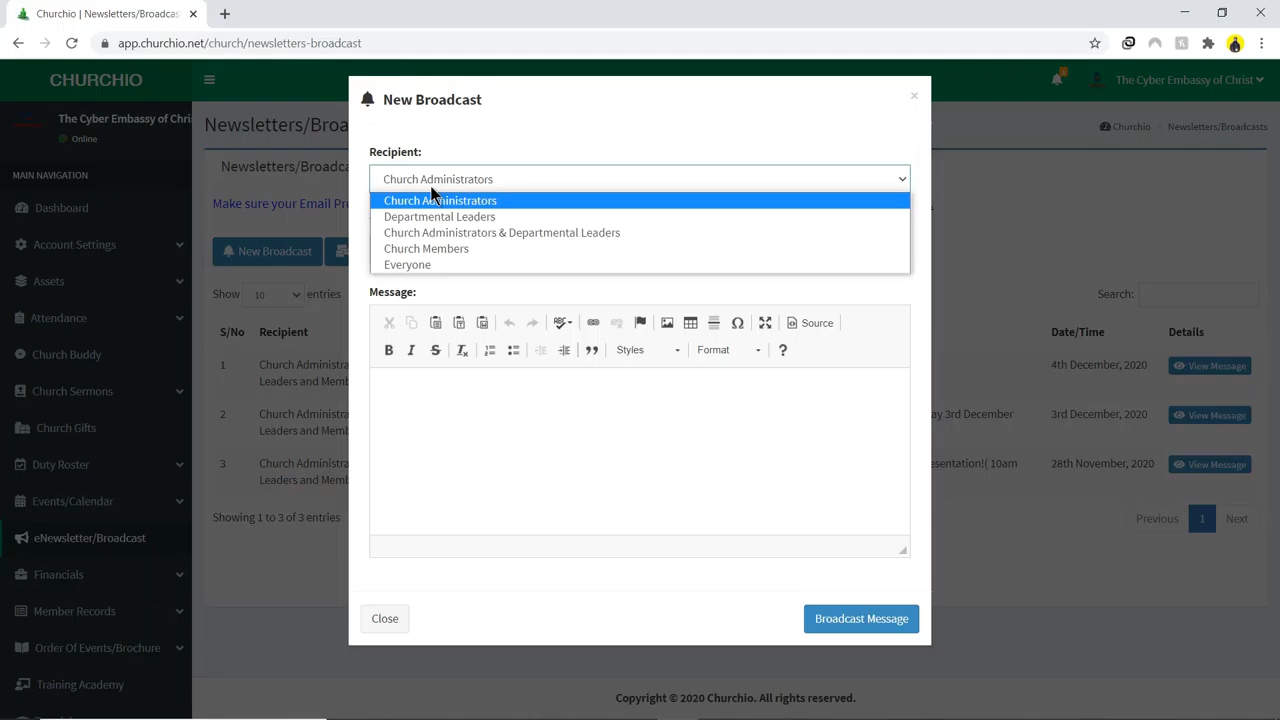 Churchio | Newsletters/Broadcas
app.churchio.net/church/newsletters-broadcast
CHURCHIO
The Cyber Embassy of Christ
The Cyber Embassy of Chris
Online
MAIN NAVIGATION
Dashboard
Account Settings
Assets
Attendance
Church Buddy
Church Sermons
Church Gifts
Duty Roster
Events/Calendar
eNewsletter/Broadcast
Financials
Member Records
Order Of Events/Brochure
Training Academy
Newsletters/Broa
Churchio
Newsletters/Broadcasts
Newsletters/Broadc
Make sure your Email Pr
New Broadcast
Show 10 entries
Search:
S/No Recipient Date/Time Details
1 Church Administra
Leaders and Memb
4th December, 2020 View Message
2 Church Administra
Leaders and Memb
ay 3rd December 3rd December, 2020 View Message
3 Church Administra
Leaders and Memb
esentation!( 10am 28th November, 2020 View Message
Showing 1 to 3 of 3 entries
Previous 1 Next
New Broadcast
×
Recipient:
Church Administrators
Church Administrators
Departmental Leaders
Church Administrators & Departmental Leaders
Church Members
Everyone
Message:
Source
B I S Styles Format ?
Close Broadcast Message
Copyright © 2020 Churchio. All rights reserved.